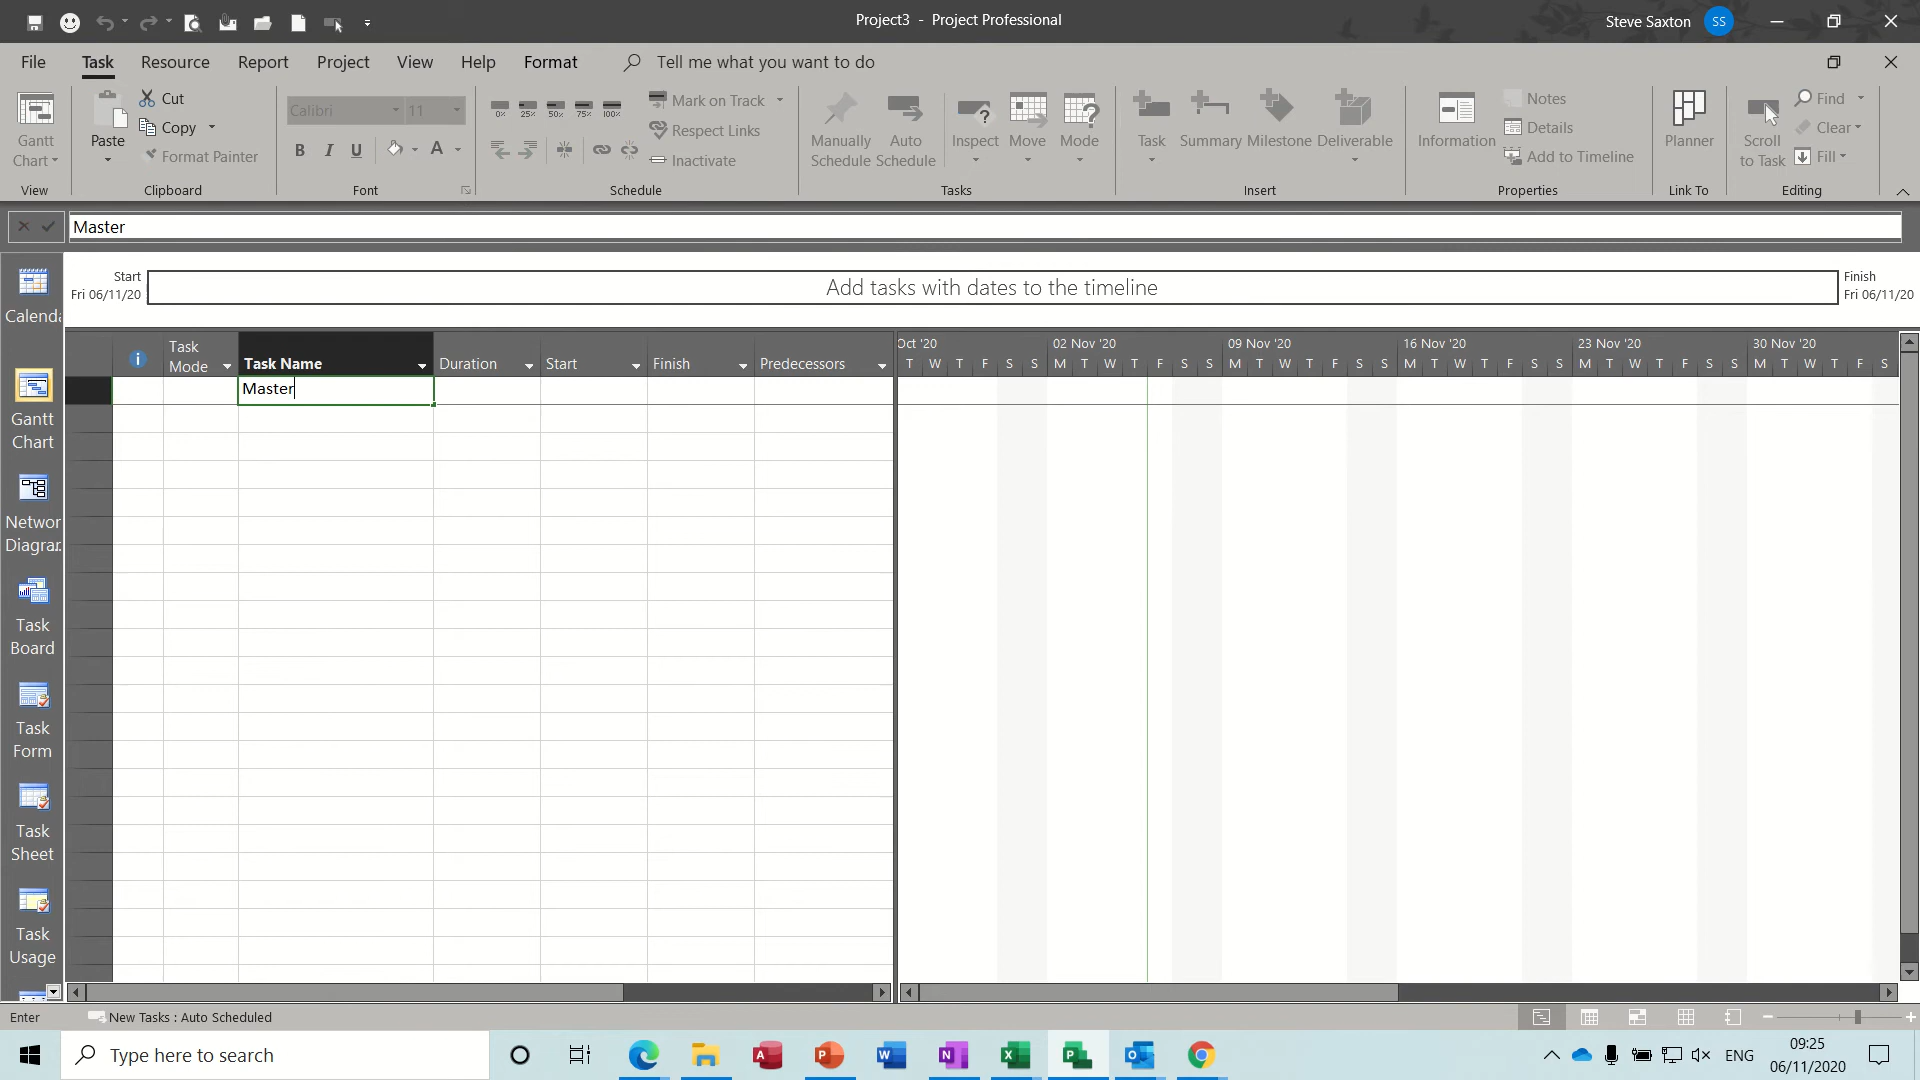 Project3 - Project Professional
Steve Saxton SS
File Task Resource Report Project View Help Format Tell me what you want to do
Gantt Chart
View
Paste
Cut
Copy
Format Painter
Clipboard
Calibri 11
B I U A
Font
0% 25% 50% 75% 100%
Mark on Track
Respect Links
Inactivate
Schedule
Manually Schedule
Auto Schedule
Inspect
Move
Mode
Tasks
Task
Summary
Milestone
Deliverable
Insert
Information
Notes
Details
Add to Timeline
Properties
Planner
Link To
Scroll to Task
Find
Clear
Fill
Editing
Master
Start
Fri 06/11/20
Add tasks with dates to the timeline
Finish
Fri 06/11/20
Task Mode
Task Name
Duration
Start
Finish
Predecessors
Oct '20 02 Nov '20 09 Nov '20 16 Nov '20 23 Nov '20 30 Nov '20
T W T F S S M T W T F S S M T W T F S S M T W T F S S M T W T F S S M T W T F S
Master
Calenda
Gantt
Chart
Networ
Diagrar
Task
Board
Task
Form
Task
Sheet
Task
Usage
Enter New Tasks : Auto Scheduled
Type here to search
ENG
09:25
06/11/2020